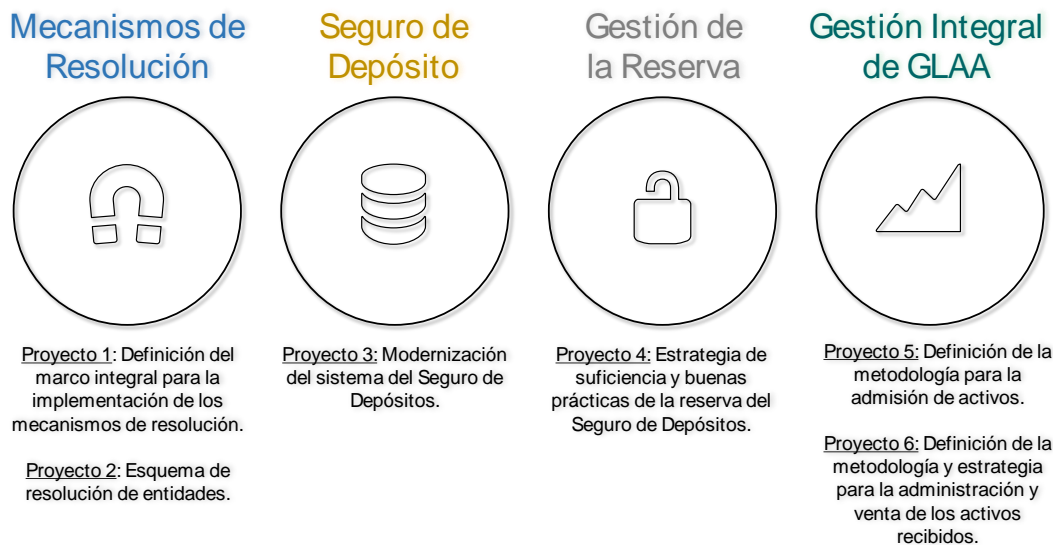 Mecanismos de
Resolución
Proyecto 1: Definición del
marco integral para la
implementación de los
mecanismos de resolución.
Proyecto 2: Esquema de
resolución de entidades.
Seguro de
Depósito
Proyecto 3: Modernización
del sistema del Seguro de
Depósitos.
Gestión de
la Reserva
Proyecto 4: Estrategia de
suficiencia y buenas
prácticas de la reserva del
Seguro de Depósitos.
Gestión Integral
de GLAA
Proyecto 5: Definición de la
metodología para la
admisión de activos.
Proyecto 6: Definición de la
metodología y estrategia
para la administración y
venta de los activos
recibidos.